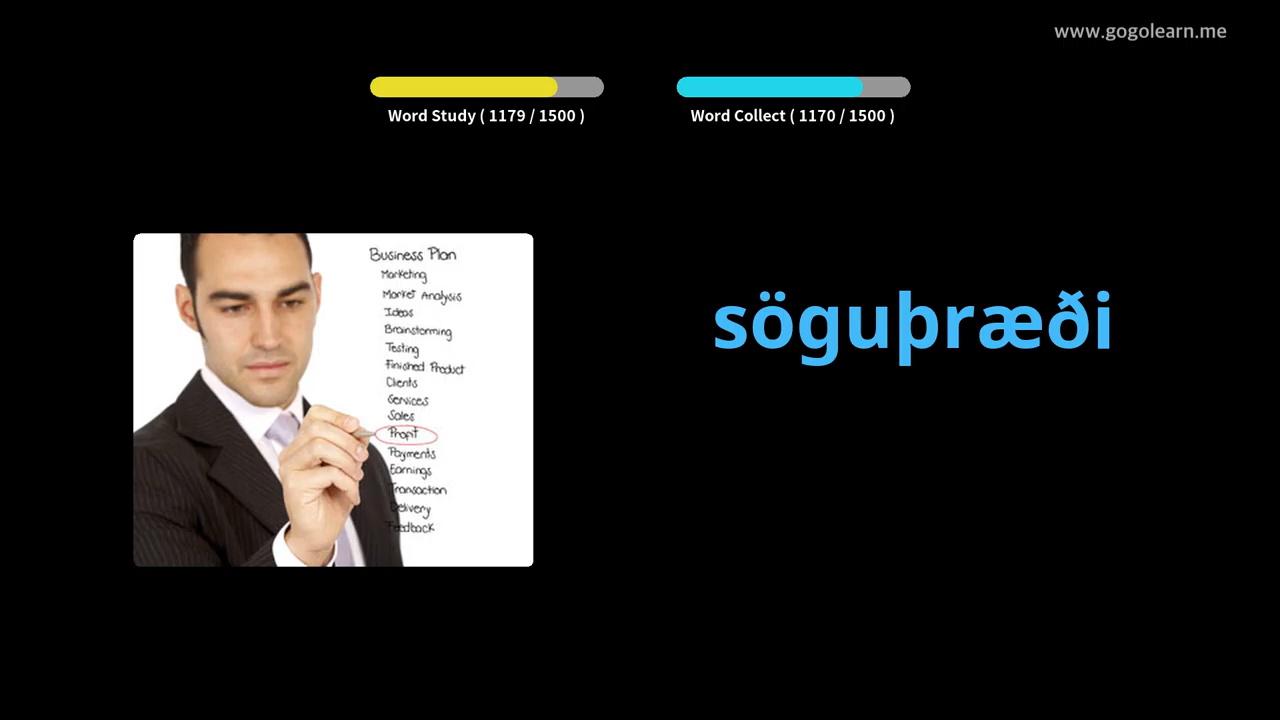 www.gogolearn.me
Word Study ( 1179 / 1500 )
Word Collect ( 1170 / 1500 )
Business Plan
Marketing
Market Analysis
Ideas
Brainstorming
Testing
Finished Product
Clients
Services
Sales
Profit
Payments
Earnings
Transaction
Delivery
Feedback
söguþræði